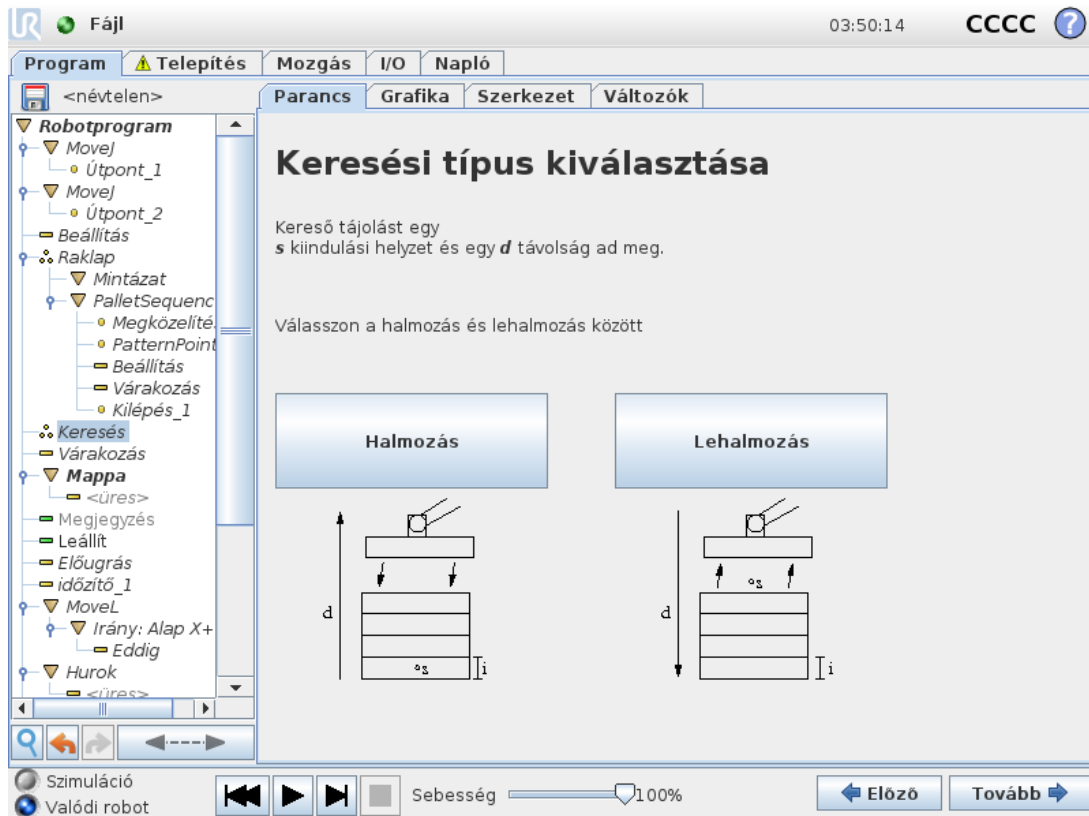 Fájl
03:50:14
CCCC
?
Program
Telepítés
Mozgás
I/O
Napló
<névtelen>
Parancs
Grafika
Szerkezet
Változók
Robotprogram
MoveJ
Útpont_1
MoveJ
Útpont_2
Beállítás
Raklap
Mintázat
PalletSequenc
Megközelítés
PatternPoint
Beállítás
Várakozás
Kilépés_1
Keresés
Várakozás
Mappa
<üres>
Megjegyzés
Leállít
Előugrás
időzítő_1
MoveL
Irány: Alap X+
Eddig
Hurok
<üres>
Keresési típus kiválasztása
Kereső tájolást egy
s kiindulási helyzet és egy d távolság ad meg.
Válasszon a halmozás és lehalmozás között
Halmozás
Lehalmozás
d
s
i
d
s
i
Szimuláció
Valódi robot
Sebesség
100%
Előző
Tovább